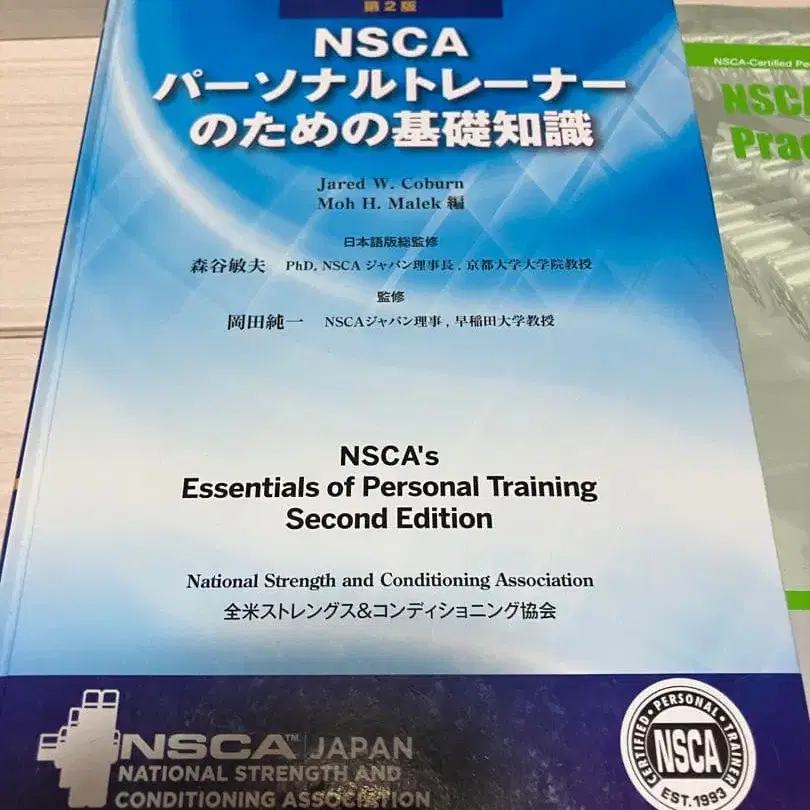 第2版
NSCA
パーソナルトレーナー
のための基礎知識
Jared W. Coburn
Moh H. Malek 編
日本語版総監修
森谷敏夫 PhD, NSCA ジャパン理事長, 京都大学大学院教授
監修
岡田純一 NSCAジャパン理事, 早稲田大学教授
NSCA's
Essentials of Personal Training
Second Edition
National Strength and Conditioning Association
全米ストレングス&コンディショニング協会
NSCA™ JAPAN
NATIONAL STRENGTH AND
CONDITIONING ASSOCIATION
CERTIFIED • PERSONAL • TRAINER
NSCA
EST.1993
NSCA-Certified
NSCA